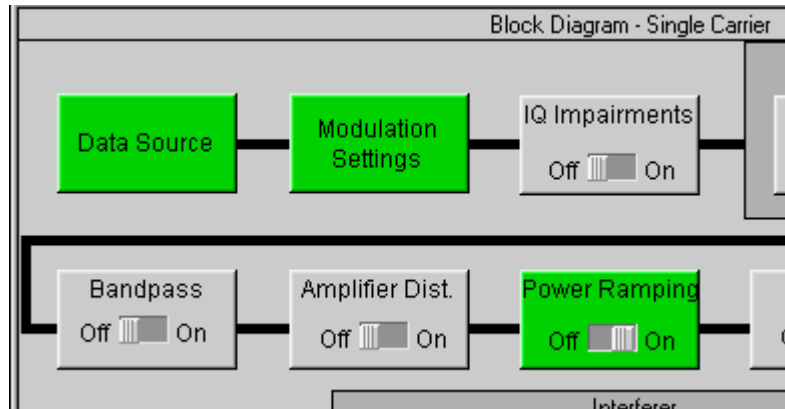 Block Diagram - Single Carrier
Data Source
Modulation
Settings
IQ Impairments
Off On
Bandpass
Off On
Amplifier Dist.
Off On
Power Ramping
Off On
Interferer